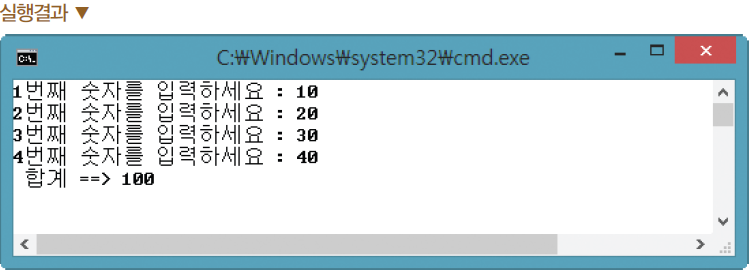 실행결과 ▼
C:₩Windows₩system32₩cmd.exe
1번째 숫자를 입력하세요 : 10
2번째 숫자를 입력하세요 : 20
3번째 숫자를 입력하세요 : 30
4번째 숫자를 입력하세요 : 40
합계 ==> 100